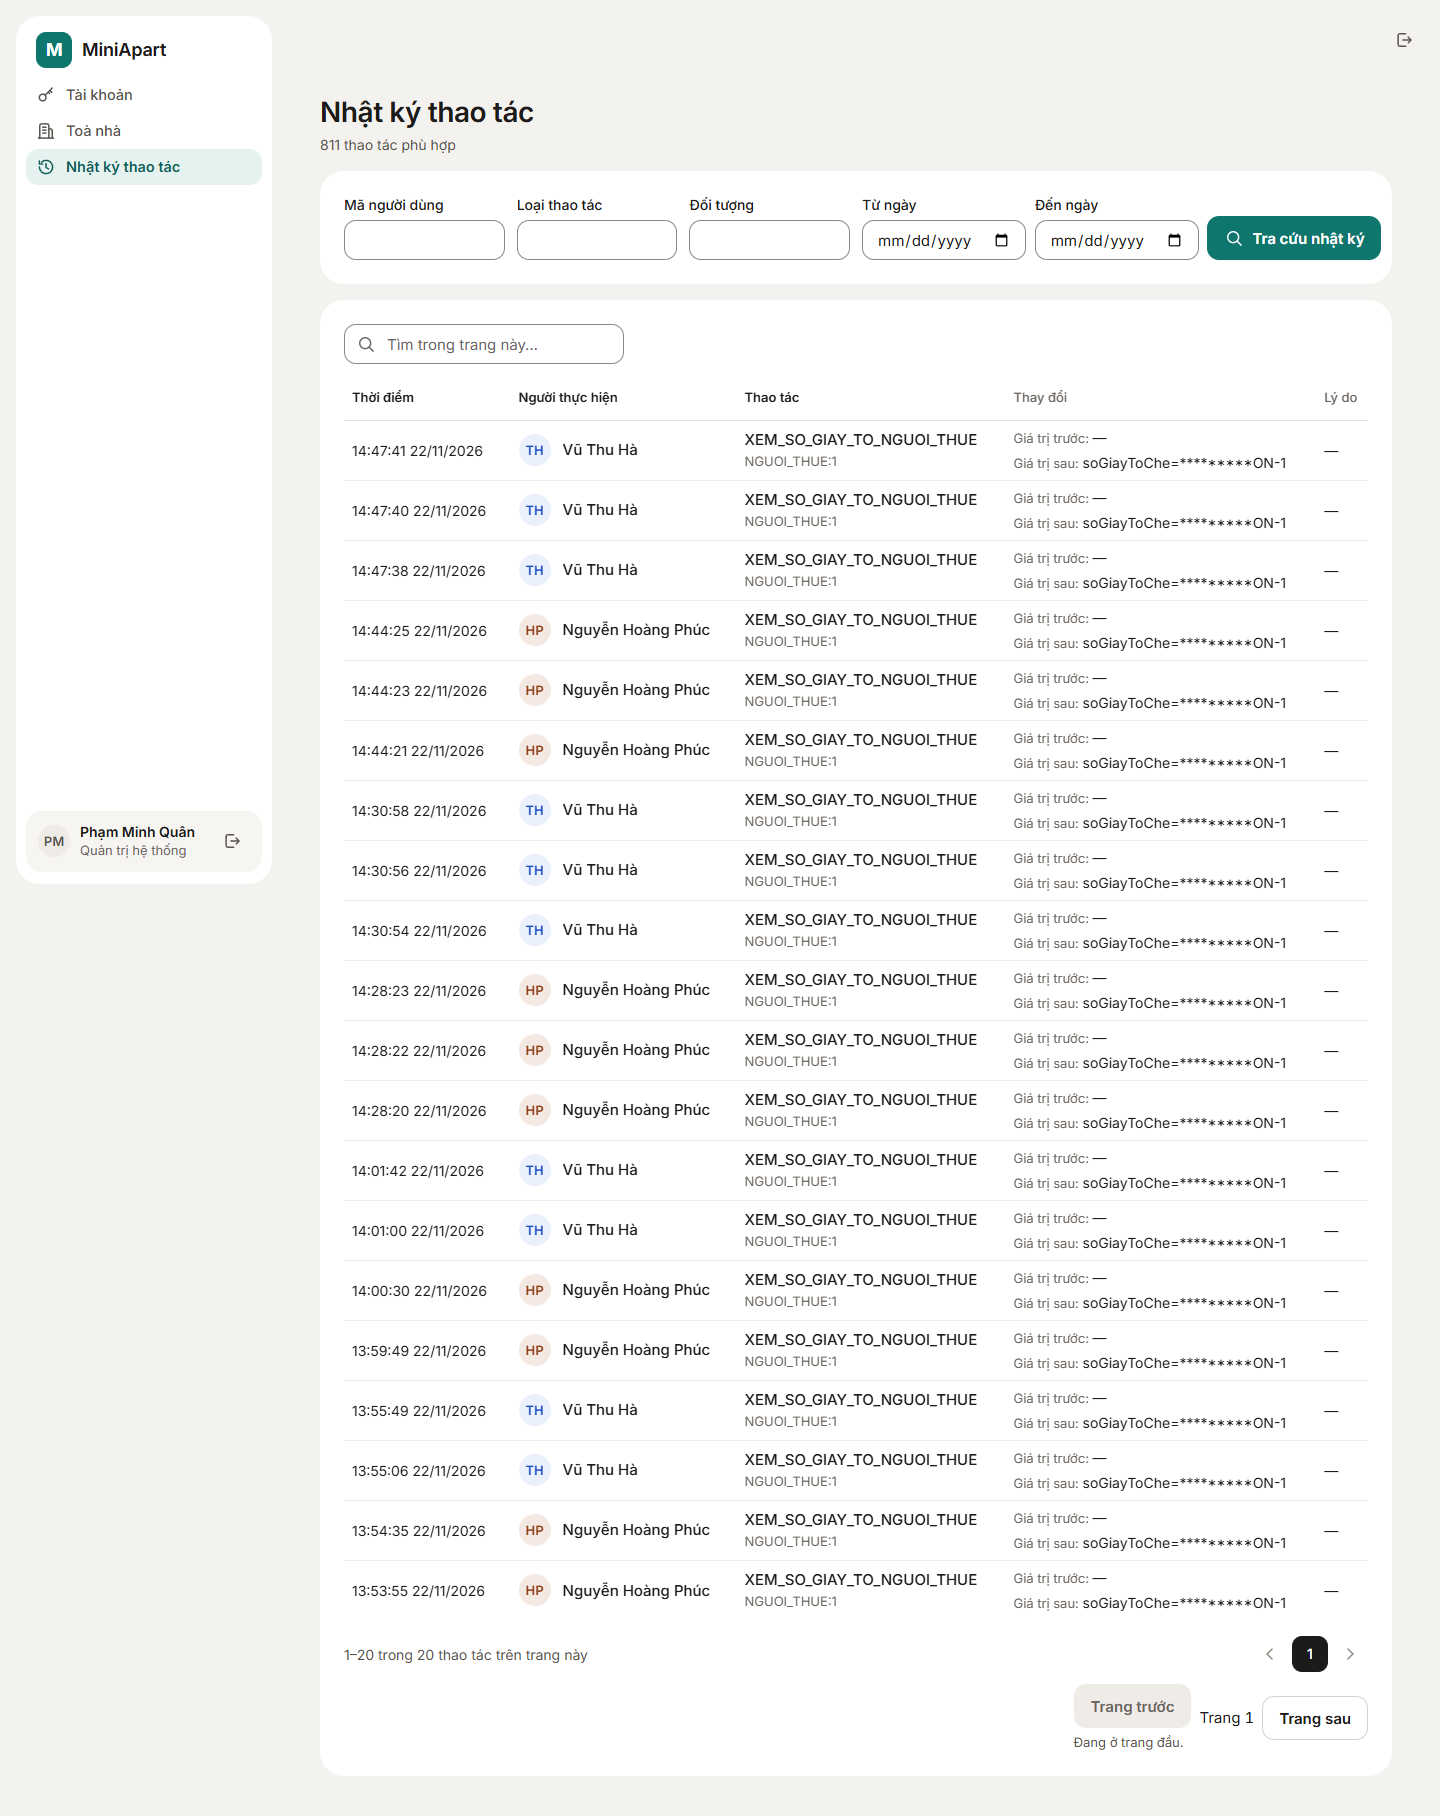 M MiniApart
Tài khoản
Toà nhà
Nhật ký thao tác
PM Phạm Minh Quân
Quản trị hệ thống
Nhật ký thao tác
811 thao tác phù hợp
Mã người dùng Loại thao tác Đối tượng Từ ngày Đến ngày
mm/dd/yyyy mm/dd/yyyy Tra cứu nhật ký
Tìm trong trang này...
Thời điểm Người thực hiện Thao tác Thay đổi Lý do
14:47:41 22/11/2026 TH Vũ Thu Hà XEM_SO_GIAY_TO_NGUOI_THUE Giá trị trước: — —
NGUOI_THUE:1 Giá trị sau: soGiayToChe=*********ON-1
14:47:40 22/11/2026 TH Vũ Thu Hà XEM_SO_GIAY_TO_NGUOI_THUE Giá trị trước: — —
NGUOI_THUE:1 Giá trị sau: soGiayToChe=*********ON-1
14:47:38 22/11/2026 TH Vũ Thu Hà XEM_SO_GIAY_TO_NGUOI_THUE Giá trị trước: — —
NGUOI_THUE:1 Giá trị sau: soGiayToChe=*********ON-1
14:44:25 22/11/2026 HP Nguyễn Hoàng Phúc XEM_SO_GIAY_TO_NGUOI_THUE Giá trị trước: — —
NGUOI_THUE:1 Giá trị sau: soGiayToChe=*********ON-1
14:44:23 22/11/2026 HP Nguyễn Hoàng Phúc XEM_SO_GIAY_TO_NGUOI_THUE Giá trị trước: — —
NGUOI_THUE:1 Giá trị sau: soGiayToChe=*********ON-1
14:44:21 22/11/2026 HP Nguyễn Hoàng Phúc XEM_SO_GIAY_TO_NGUOI_THUE Giá trị trước: — —
NGUOI_THUE:1 Giá trị sau: soGiayToChe=*********ON-1
14:30:58 22/11/2026 TH Vũ Thu Hà XEM_SO_GIAY_TO_NGUOI_THUE Giá trị trước: — —
NGUOI_THUE:1 Giá trị sau: soGiayToChe=*********ON-1
14:30:56 22/11/2026 TH Vũ Thu Hà XEM_SO_GIAY_TO_NGUOI_THUE Giá trị trước: — —
NGUOI_THUE:1 Giá trị sau: soGiayToChe=*********ON-1
14:30:54 22/11/2026 TH Vũ Thu Hà XEM_SO_GIAY_TO_NGUOI_THUE Giá trị trước: — —
NGUOI_THUE:1 Giá trị sau: soGiayToChe=*********ON-1
14:28:23 22/11/2026 HP Nguyễn Hoàng Phúc XEM_SO_GIAY_TO_NGUOI_THUE Giá trị trước: — —
NGUOI_THUE:1 Giá trị sau: soGiayToChe=*********ON-1
14:28:22 22/11/2026 HP Nguyễn Hoàng Phúc XEM_SO_GIAY_TO_NGUOI_THUE Giá trị trước: — —
NGUOI_THUE:1 Giá trị sau: soGiayToChe=*********ON-1
14:28:20 22/11/2026 HP Nguyễn Hoàng Phúc XEM_SO_GIAY_TO_NGUOI_THUE Giá trị trước: — —
NGUOI_THUE:1 Giá trị sau: soGiayToChe=*********ON-1
14:01:42 22/11/2026 TH Vũ Thu Hà XEM_SO_GIAY_TO_NGUOI_THUE Giá trị trước: — —
NGUOI_THUE:1 Giá trị sau: soGiayToChe=*********ON-1
14:01:00 22/11/2026 TH Vũ Thu Hà XEM_SO_GIAY_TO_NGUOI_THUE Giá trị trước: — —
NGUOI_THUE:1 Giá trị sau: soGiayToChe=*********ON-1
14:00:30 22/11/2026 HP Nguyễn Hoàng Phúc XEM_SO_GIAY_TO_NGUOI_THUE Giá trị trước: — —
NGUOI_THUE:1 Giá trị sau: soGiayToChe=*********ON-1
13:59:49 22/11/2026 HP Nguyễn Hoàng Phúc XEM_SO_GIAY_TO_NGUOI_THUE Giá trị trước: — —
NGUOI_THUE:1 Giá trị sau: soGiayToChe=*********ON-1
13:55:49 22/11/2026 TH Vũ Thu Hà XEM_SO_GIAY_TO_NGUOI_THUE Giá trị trước: — —
NGUOI_THUE:1 Giá trị sau: soGiayToChe=*********ON-1
13:55:06 22/11/2026 TH Vũ Thu Hà XEM_SO_GIAY_TO_NGUOI_THUE Giá trị trước: — —
NGUOI_THUE:1 Giá trị sau: soGiayToChe=*********ON-1
13:54:35 22/11/2026 HP Nguyễn Hoàng Phúc XEM_SO_GIAY_TO_NGUOI_THUE Giá trị trước: — —
NGUOI_THUE:1 Giá trị sau: soGiayToChe=*********ON-1
13:53:55 22/11/2026 HP Nguyễn Hoàng Phúc XEM_SO_GIAY_TO_NGUOI_THUE Giá trị trước: — —
NGUOI_THUE:1 Giá trị sau: soGiayToChe=*********ON-1
1–20 trong 20 thao tác trên trang này 1
Trang trước Trang 1 Trang sau
Đang ở trang đầu.